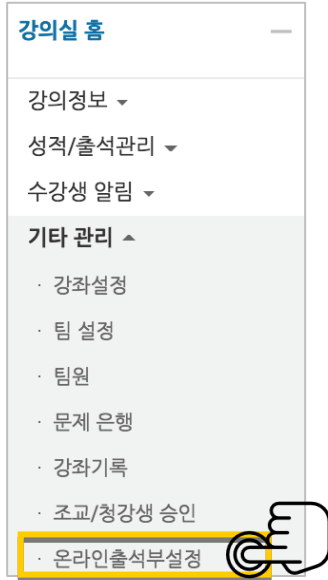 강의실 홈
강의정보
성적/출석관리
수강생 알림
기타 관리
· 강좌설정
· 팀 설정
· 팀원
· 문제 은행
· 강좌기록
· 조교/청강생 승인
· 온라인출석부설정